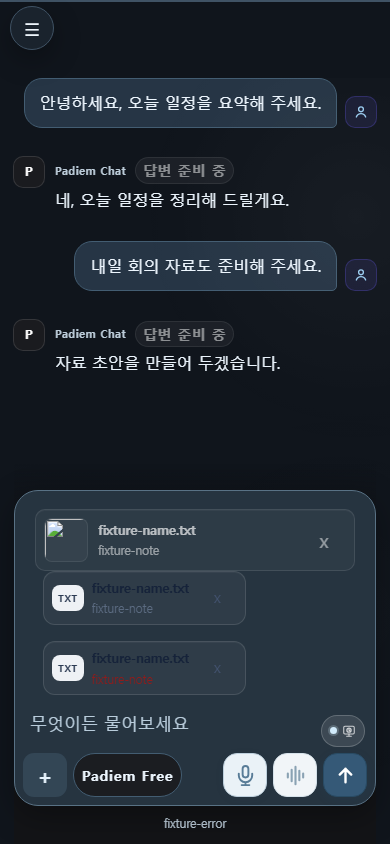 안녕하세요, 오늘 일정을 요약해 주세요.
P Padiem Chat 답변 준비 중
네, 오늘 일정을 정리해 드릴게요.
내일 회의 자료도 준비해 주세요.
P Padiem Chat 답변 준비 중
자료 초안을 만들어 두겠습니다.
fixture-name.txt
fixture-note
x
TXT fixture-name.txt
fixture-note
x
TXT fixture-name.txt
x
무엇이든 물어보세요
+ Padiem Free
fixture-error